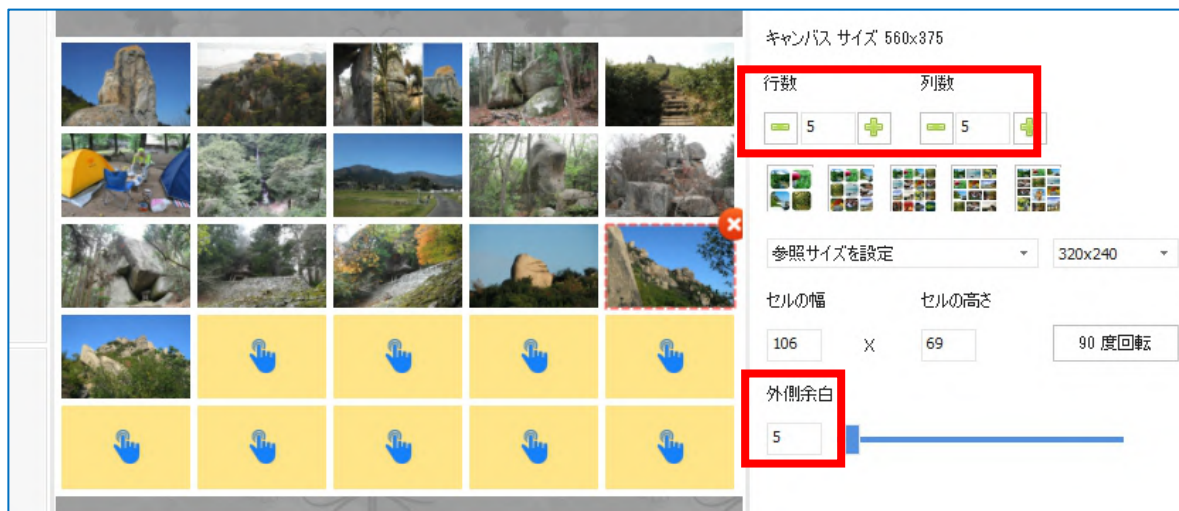 キャンバス サイズ 560x375
行数 列数
5 5
参照サイズを設定 320x240
セルの幅 セルの高さ
106 X 69 90 度回転
外側余白
5